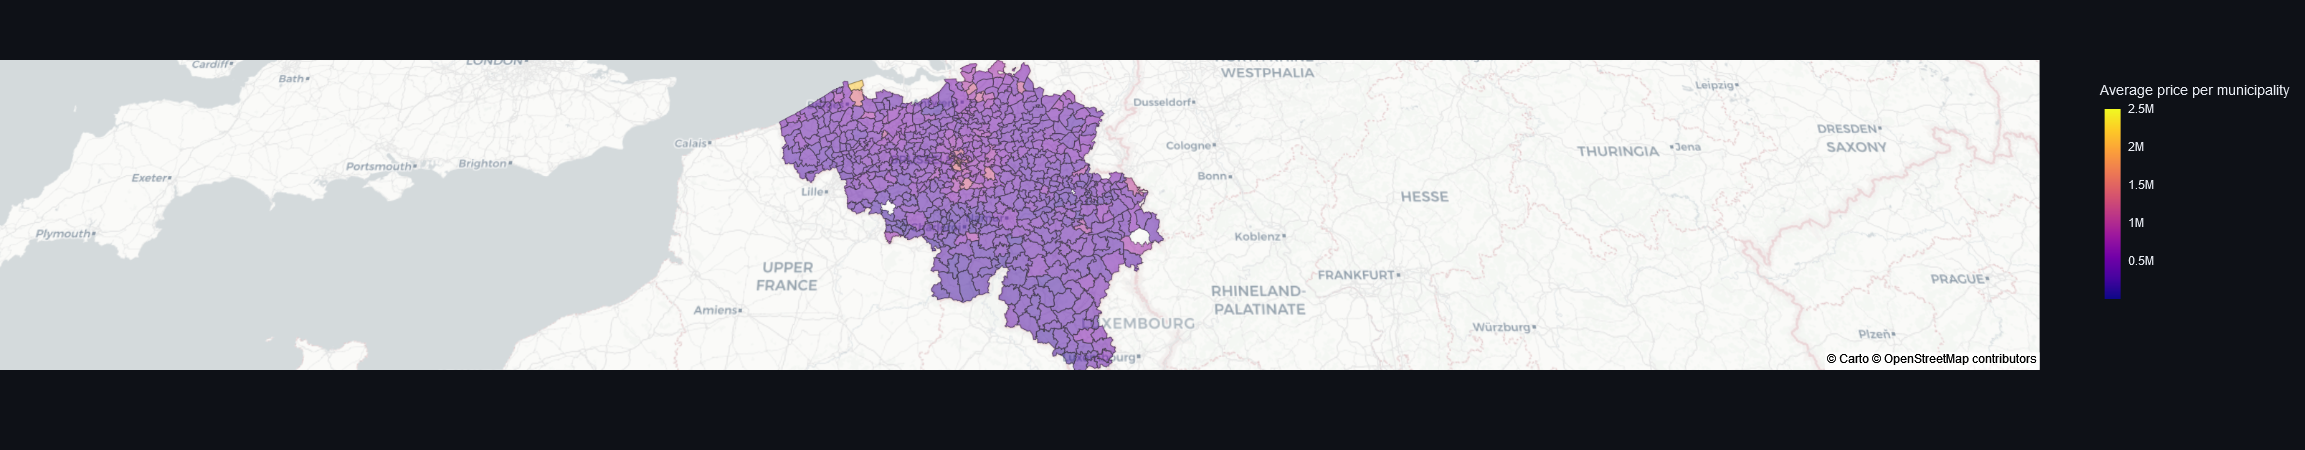 Cardiff
LONDON
Bath
WESTPHALIA
Leipzig
Dusseldorf
Average price per municipality
2.5M
DRESDEN
Calais
Cologne
THURINGIA
Jena
SAXONY
2M
Portsmouth
Brighton
Exeter
Lille
Bonn
HESSE
1.5M
Plymouth
Koblenz
1M
UPPER
FRANCE
FRANKFURT
PRAGUE
0.5M
RHINELAND-
PALATINATE
Amiens
XEMBOURG
Würzburg
Plzeň
© Carto © OpenStreetMap contributors